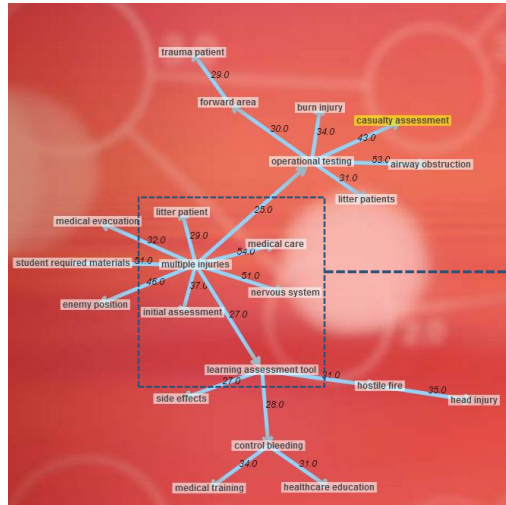 trauma patient
29.0
forward area
burn injury
casualty assessment
30.0
34.0
43.0
operational testing
53.0
airway obstruction
31.0
litter patients
25.0
litter patient
medical evacuation
29.0
32.0
54.0
medical care
student required materials
51.0
multiple injuries
46.0
37.0
51.0
nervous system
enemy position
initial assessment
27.0
learning assessment tool
27.0
31.0
hostile fire
35.0
head injury
side effects
28.0
control bleeding
34.0
31.0
medical training
healthcare education